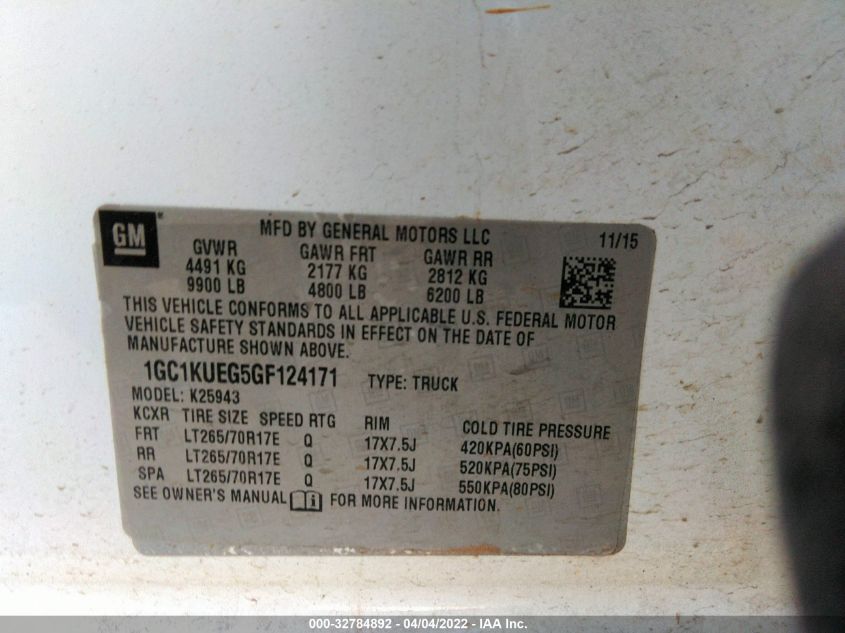 GM
MFD BY GENERAL MOTORS LLC 11/15
GVWR GAWR FRT GAWR RR
4491 KG 2177 KG 2812 KG
9900 LB 4800 LB 6200 LB
THIS VEHICLE CONFORMS TO ALL APPLICABLE U.S. FEDERAL MOTOR
VEHICLE SAFETY STANDARDS IN EFFECT ON THE DATE OF
MANUFACTURE SHOWN ABOVE.
1GC1KUEG5GF124171 TYPE: TRUCK
MODEL: K25943
KCXR TIRE SIZE SPEED RTG RIM COLD TIRE PRESSURE
FRT LT265/70R17E Q 17X7.5J 420KPA(60PSI)
RR LT265/70R17E Q 17X7.5J 520KPA(75PSI)
SPA LT265/70R17E Q 17X7.5J 550KPA(80PSI)
SEE OWNER'S MANUAL i FOR MORE INFORMATION.
000-32784892 - 04/04/2022 - IAA Inc.